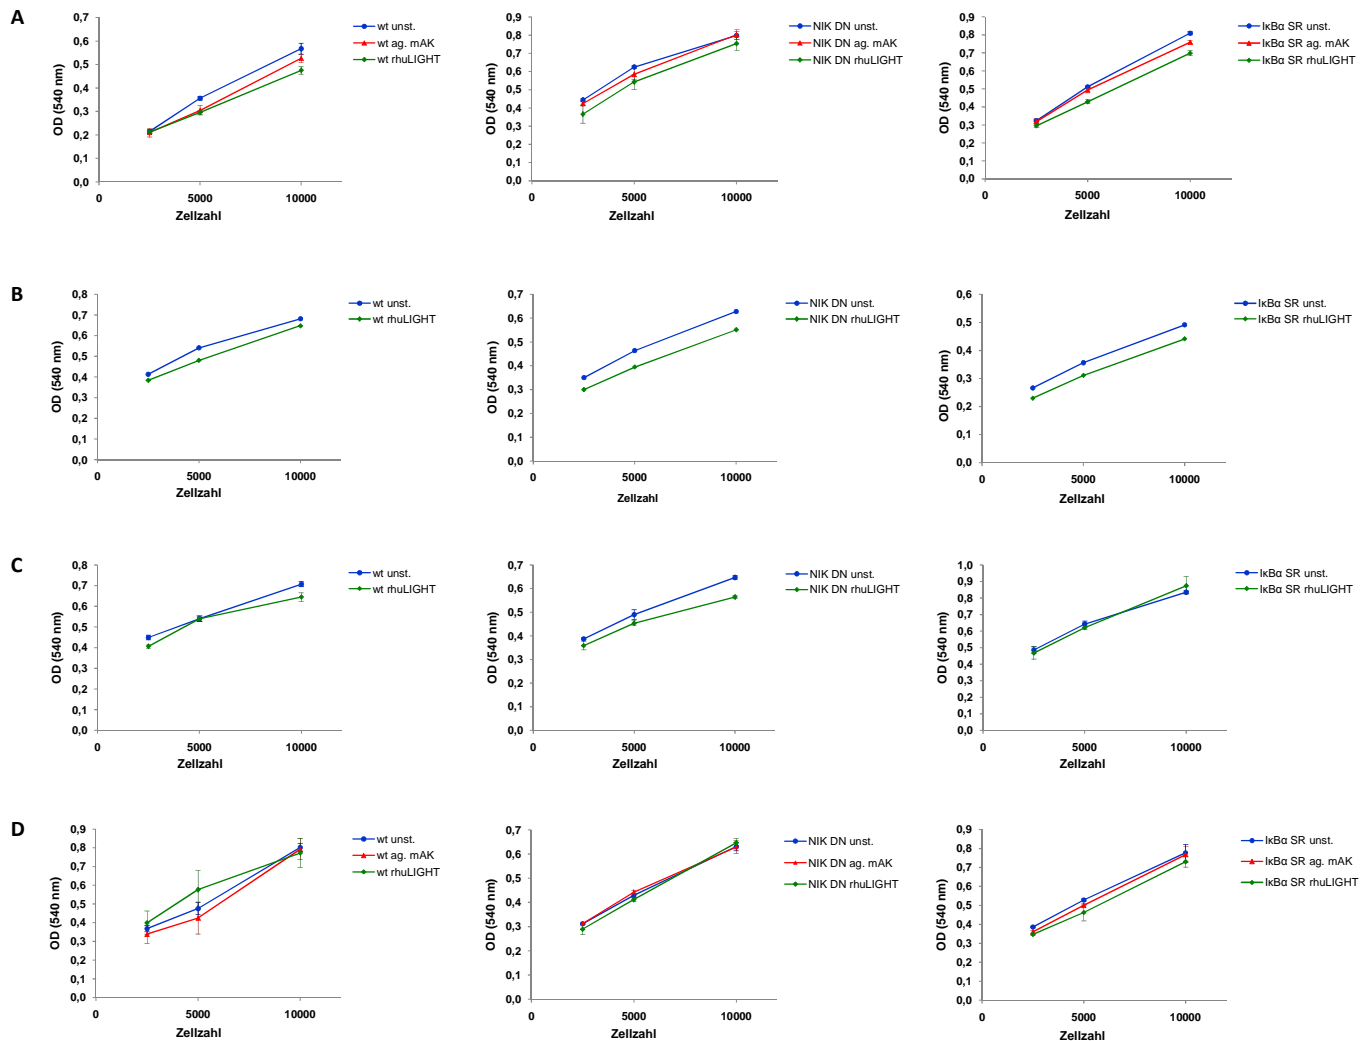 A
0,7
0,6
0,5
0,4
0,3
0,2
0,1
0,0
OD (540 nm)
0 5000 10000
Zellzahl
wt unst.
wt ag. mAK
wt rhuLIGHT
0,9
0,8
0,7
0,6
0,5
0,4
0,3
0,2
0,1
0,0
OD (540 nm)
0 5000 10000
Zellzahl
NIK DN unst.
NIK DN ag. mAK
NIK DN rhuLIGHT
0,9
0,8
0,7
0,6
0,5
0,4
0,3
0,2
0,1
0,0
OD (540 nm)
0 5000 10000
Zellzahl
IκBα SR unst.
IκBα SR ag. mAK
IκBα SR rhuLIGHT
B
0,8
0,7
0,6
0,5
0,4
0,3
0,2
0,1
0,0
OD (540 nm)
0 5000 10000
Zellzahl
wt unst.
wt rhuLIGHT
0,7
0,6
0,5
0,4
0,3
0,2
0,1
0,0
OD (540 nm)
0 5000 10000
Zellzahl
NIK DN unst.
NIK DN rhuLIGHT
0,6
0,5
0,4
0,3
0,2
0,1
0,0
OD (540 nm)
0 5000 10000
Zellzahl
IκBα SR unst.
IκBα SR rhuLIGHT
C
0,8
0,7
0,6
0,5
0,4
0,3
0,2
0,1
0,0
OD (540 nm)
0 5000 10000
Zellzahl
wt unst.
wt rhuLIGHT
0,7
0,6
0,5
0,4
0,3
0,2
0,1
0,0
OD (540 nm)
0 5000 10000
Zellzahl
NIK DN unst.
NIK DN rhuLIGHT
1,0
0,9
0,8
0,7
0,6
0,5
0,4
0,3
0,2
0,1
0,0
OD (540 nm)
0 5000 10000
Zellzahl
IκBα SR unst.
IκBα SR rhuLIGHT
D
0,9
0,8
0,7
0,6
0,5
0,4
0,3
0,2
0,1
0,0
OD (540 nm)
0 5000 10000
Zellzahl
wt unst.
wt ag. mAK
wt rhuLIGHT
0,7
0,6
0,5
0,4
0,3
0,2
0,1
0,0
OD (540 nm)
0 5000 10000
Zellzahl
NIK DN unst.
NIK DN ag. mAK
NIK DN rhuLIGHT
0,9
0,8
0,7
0,6
0,5
0,4
0,3
0,2
0,1
0,0
OD (540 nm)
0 5000 10000
Zellzahl
IκBα SR unst.
IκBα SR ag. mAK
IκBα SR rhuLIGHT